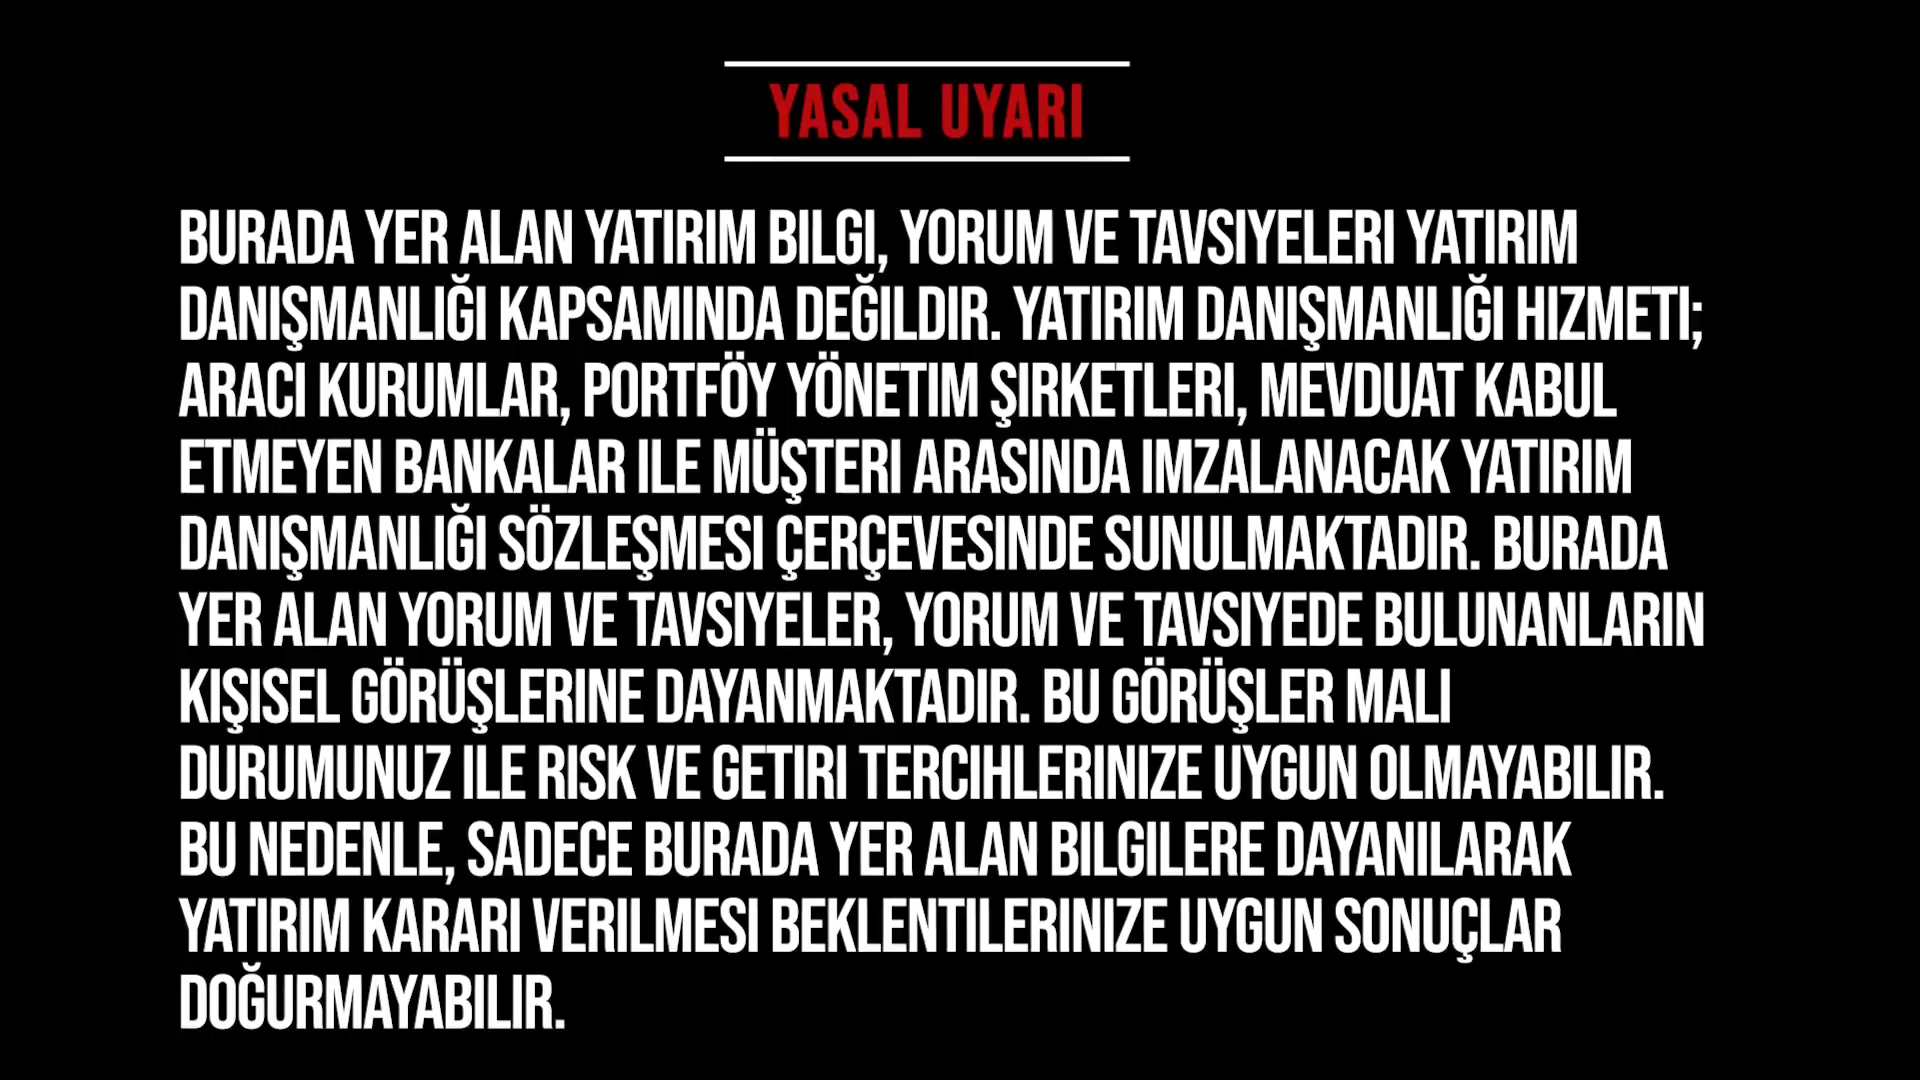 YASAL UYARI
BURADA YER ALAN YATIRIM BILGI, YORUM VE TAVSIYELERI YATIRIM
DANIŞMANLIĞI KAPSAMINDA DEĞILDIR. YATIRIM DANIŞMANLIĞI HIZMETI;
ARACI KURUMLAR, PORTFÖY YÖNETIM ŞIRKETLERI, MEVDUAT KABUL
ETMEYEN BANKALAR ILE MÜŞTERI ARASINDA IMZALANACAK YATIRIM
DANIŞMANLIĞI SÖZLEŞMESI ÇERÇEVESINDE SUNULMAKTADIR. BURADA
YER ALAN YORUM VE TAVSIYELER, YORUM VE TAVSIYEDE BULUNANLARIN
KIŞISEL GÖRÜŞLERINE DAYANMAKTADIR. BU GÖRÜŞLER MALI
DURUMUNUZ ILE RISK VE GETIRI TERCIHLERINIZE UYGUN OLMAYABILIR.
BU NEDENLE, SADECE BURADA YER ALAN BILGILERE DAYANILARAK
YATIRIM KARARI VERILMESI BEKLENTILERINIZE UYGUN SONUÇLAR
DOĞURMAYABILIR.